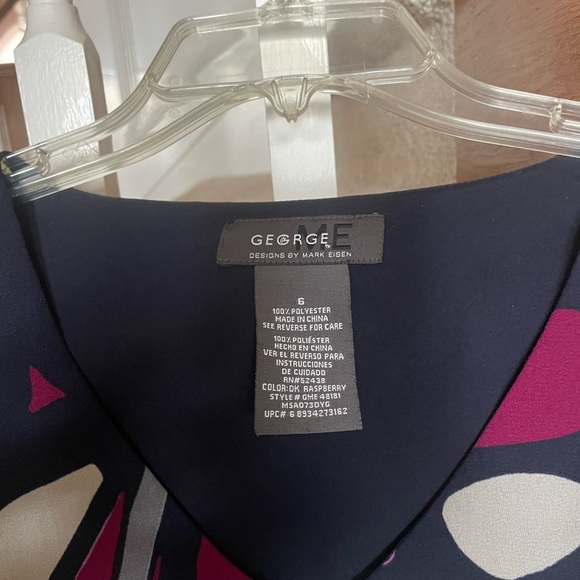 GEORGE ME
DESIGNS BY MARK EISEN
6
100% POLYESTER
MADE IN CHINA
SEE REVERSE FOR CARE
100% POLIÉSTER
HECHO EN CHINA
VER EL REVERSO PARA
INSTRUCCIONES
DE CUIDADO
RN#52438
COLOR:DK RASPBERRY
STYLE# GME 48181
MSA073DYG
UPC# 6 8934273162